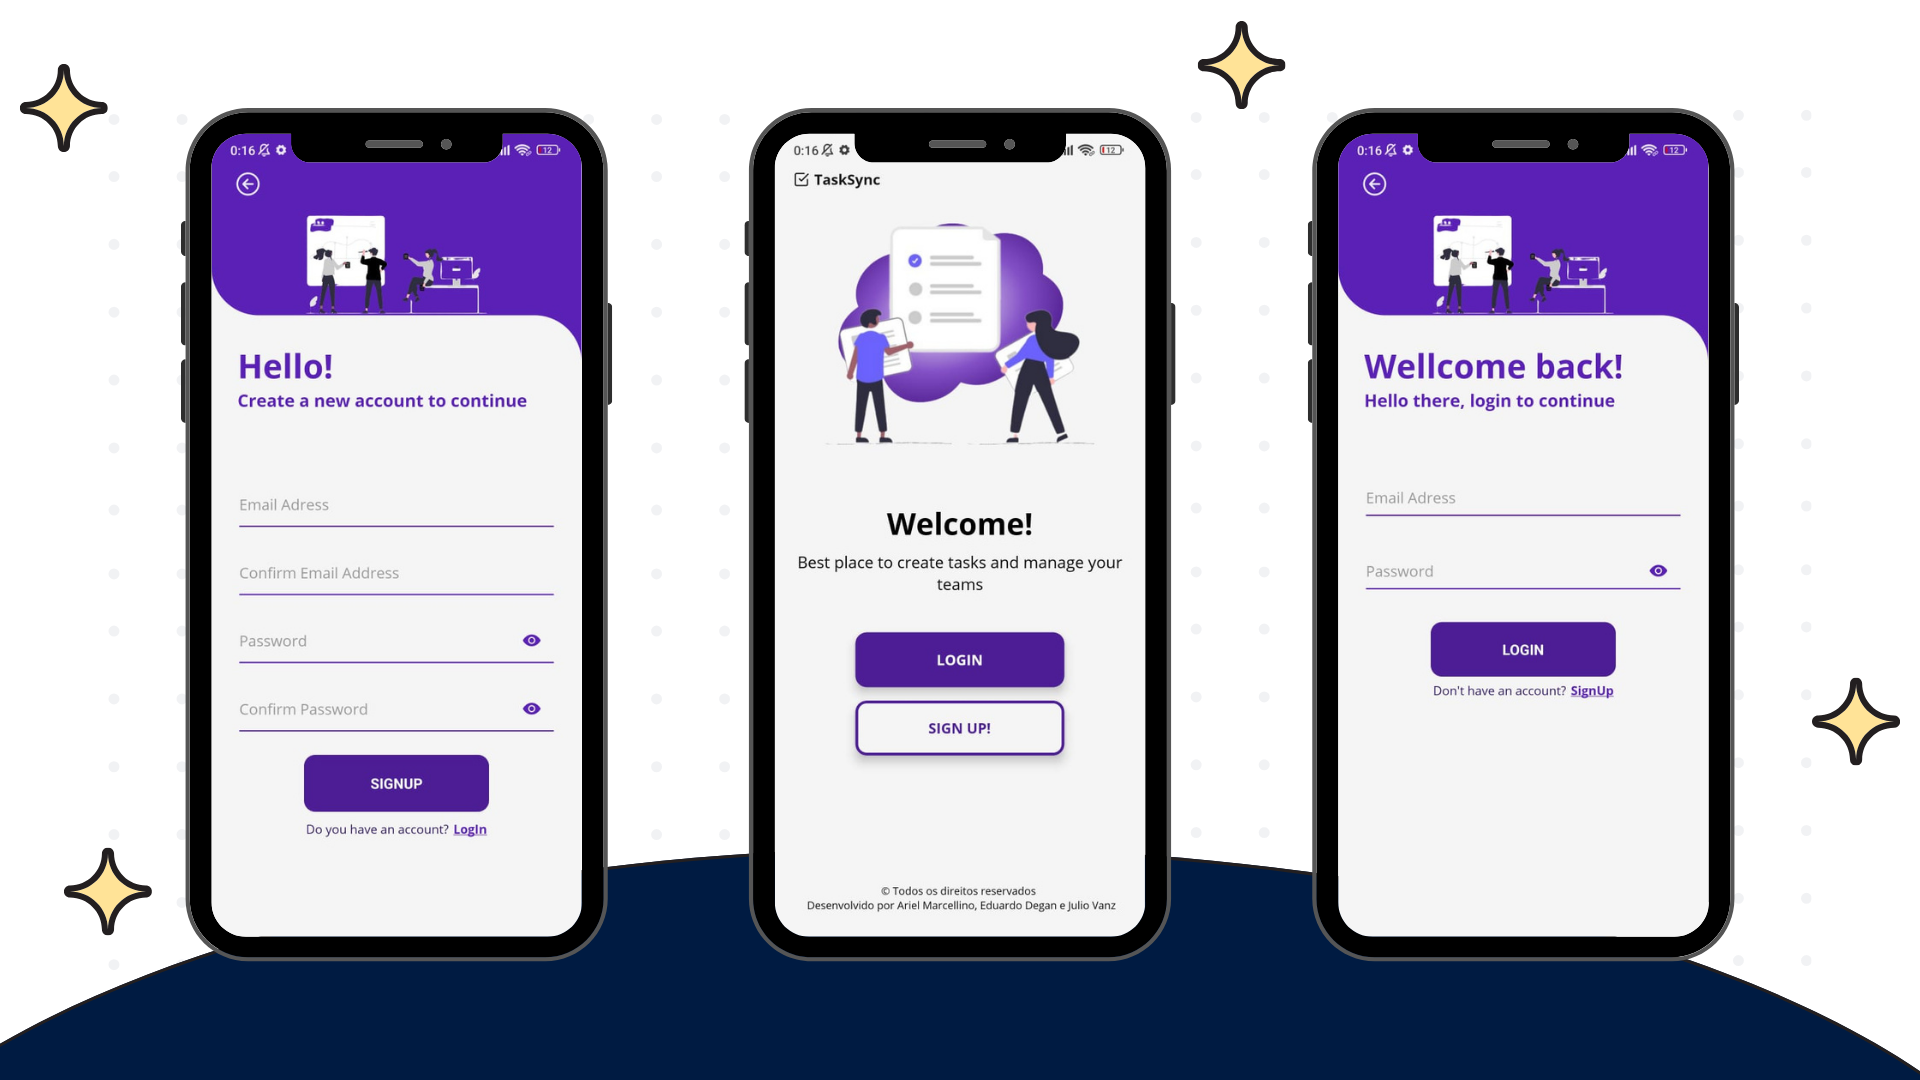 0:16
12
Hello!
Create a new account to continue
Email Adress
Confirm Email Address
Password
Confirm Password
SIGNUP
Do you have an account? LogIn
0:16
12
TaskSync
Welcome!
Best place to create tasks and manage your
teams
LOGIN
SIGN UP!
© Todos os direitos reservados
Desenvolvido por Ariel Marcellino, Eduardo Degan e Julio Vanz
0:16
12
Wellcome back!
Hello there, login to continue
Email Adress
Password
LOGIN
Don't have an account? SignUp